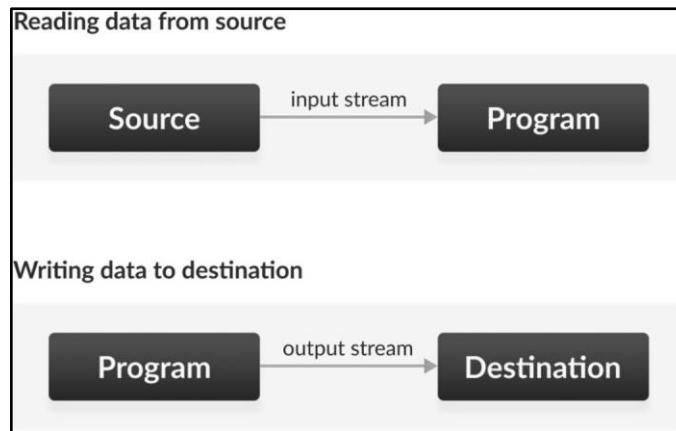 Reading data from source
Source
input stream
Program
Writing data to destination
Program
output stream
Destination